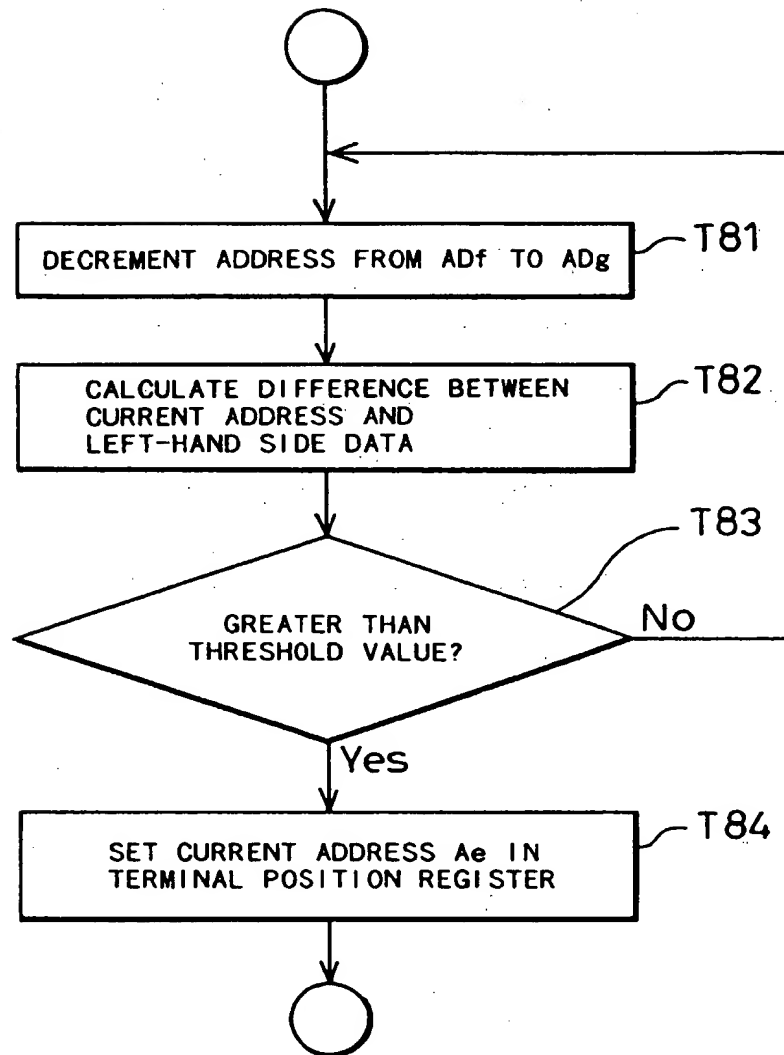 DECREMENT ADDRESS FROM ADf TO ADg
T81
CALCULATE DIFFERENCE BETWEEN
CURRENT ADDRESS AND
LEFT-HAND SIDE DATA
T82
T83
GREATER THAN
THRESHOLD VALUE?
No
Yes
SET CURRENT ADDRESS Ae IN
TERMINAL POSITION REGISTER
T84